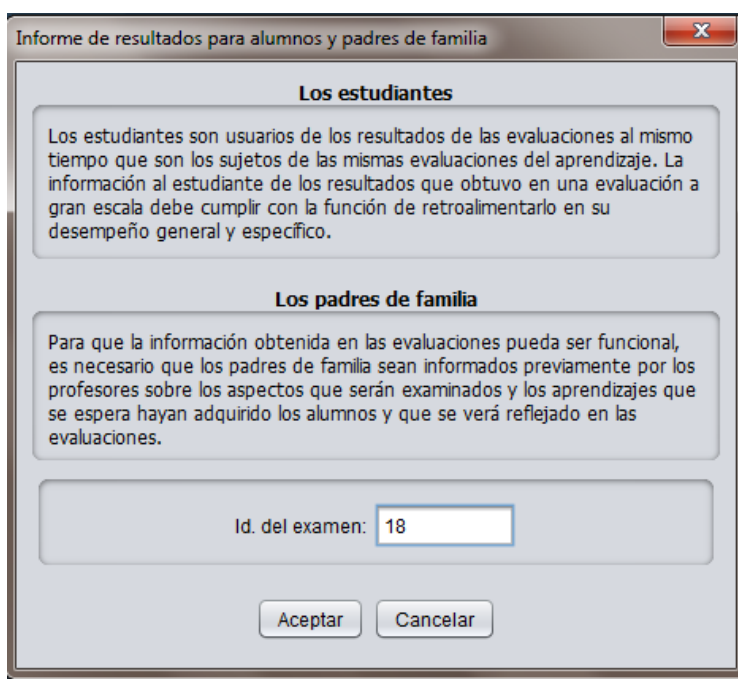 Informe de resultados para alumnos y padres de familia
Los estudiantes
Los estudiantes son usuarios de los resultados de las evaluaciones al mismo
tiempo que son los sujetos de las mismas evaluaciones del aprendizaje. La
información al estudiante de los resultados que obtuvo en una evaluación a
gran escala debe cumplir con la función de retroalimentarlo en su
desempeño general y específico.
Los padres de familia
Para que la información obtenida en las evaluaciones pueda ser funcional,
es necesario que los padres de familia sean informados previamente por los
profesores sobre los aspectos que serán examinados y los aprendizajes que
se espera hayan adquirido los alumnos y que se verá reflejado en las
evaluaciones.
Id. del examen: 18
Aceptar Cancelar